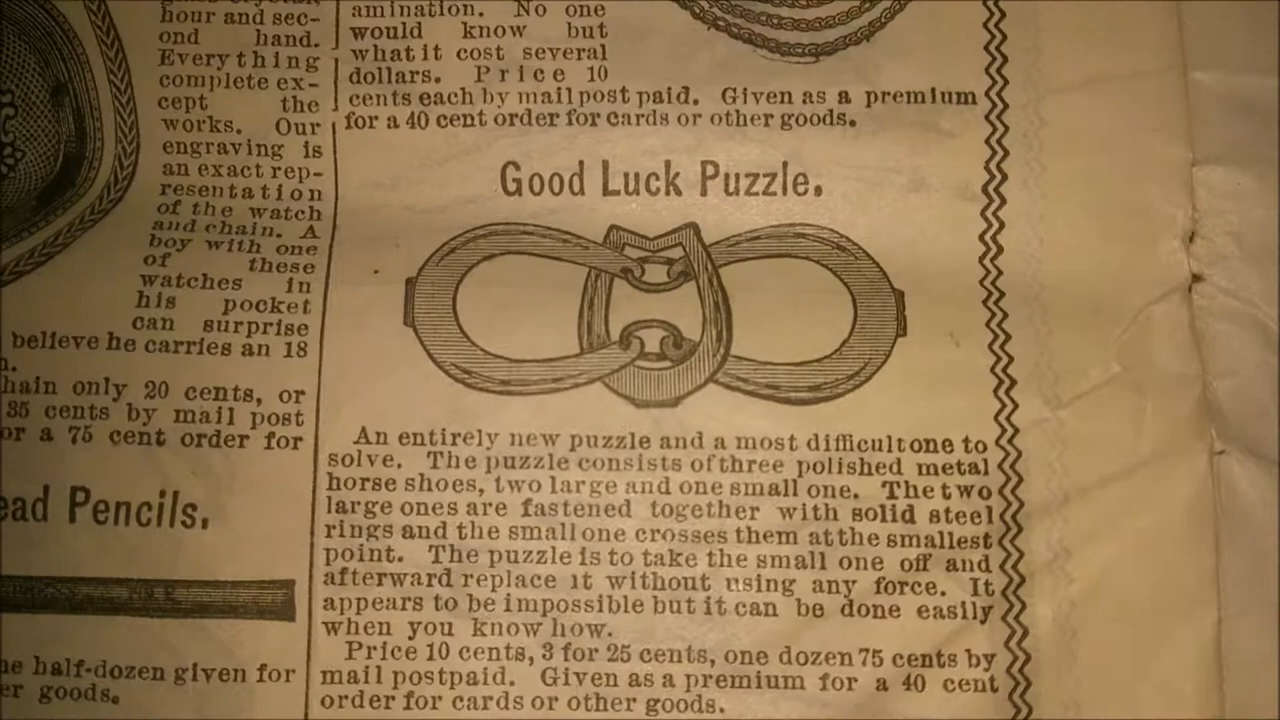 hour and sec-
ond hand.
Everything
complete ex-
cept the
works. Our
engraving is
an exact rep-
resentation
of the watch
and chain. A
boy with one
of these
watches in
his pocket
can surprise
believe he carries an 18
hain only 20 cents, or
35 cents by mail post
or a 75 cent order for
ead Pencils.
he half-dozen given for
er goods.
amination. No one
would know but
what it cost several
dollars. Price 10
cents each by mail post paid. Given as a premium
for a 40 cent order for cards or other goods.
Good Luck Puzzle.
An entirely new puzzle and a most difficult one to
solve. The puzzle consists of three polished metal
horse shoes, two large and one small one. The two
large ones are fastened together with solid steel
rings and the small one crosses them at the smallest
point. The puzzle is to take the small one off and
afterward replace it without using any force. It
appears to be impossible but it can be done easily
when you know how.
Price 10 cents, 3 for 25 cents, one dozen 75 cents by
mail postpaid. Given as a premium for a 40 cent
order for cards or other goods.